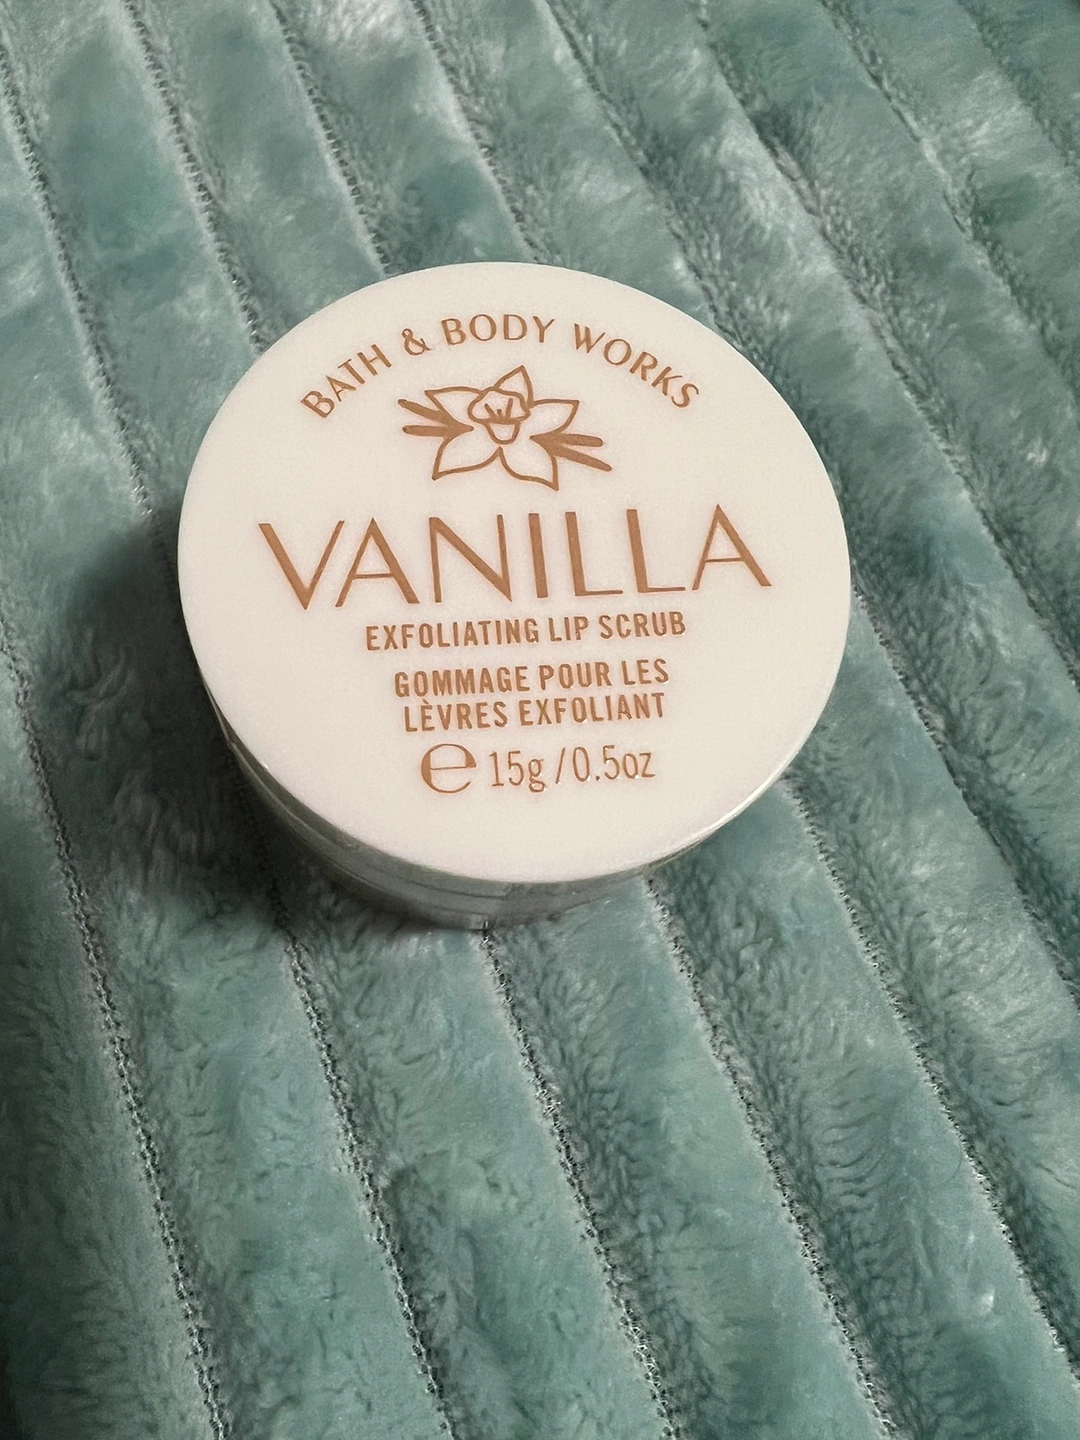 BATH & BODY WORKS
VANILLA
EXFOLIATING LIP SCRUB
GOMMAGE POUR LES
LÈVRES EXFOLIANT
℮ 15g / 0.5oz